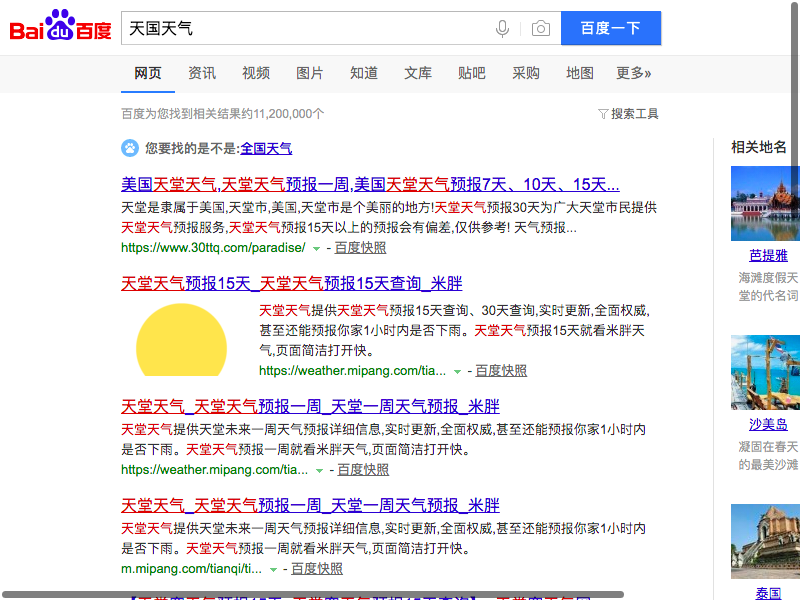 Bai du 百度
天国天气
百度一下
网页 资讯 视频 图片 知道 文库 贴吧 采购 地图 更多»
百度为您找到相关结果约11,200,000个
搜索工具
您要找的是不是:全国天气
美国天堂天气,天堂天气预报一周,美国天堂天气预报7天、10天、15天...
天堂是隶属于美国,天堂市,美国,天堂市是个美丽的地方!天堂天气预报30天为广大天堂市民提供
天堂天气预报服务,天堂天气预报15天以上的预报会有偏差,仅供参考! 天气预报...
https://www.30ttq.com/paradise/ - 百度快照
天堂天气预报15天_天堂天气预报15天查询_米胖
天堂天气提供天堂天气预报15天查询、30天查询,实时更新,全面权威,
甚至还能预报你家1小时内是否下雨。天堂天气预报15天就看米胖天
气,页面简洁打开快。
https://weather.mipang.com/tia... - 百度快照
天堂天气_天堂天气预报一周_天堂一周天气预报_米胖
天堂天气提供天堂未来一周天气预报详细信息,实时更新,全面权威,甚至还能预报你家1小时内
是否下雨。天堂天气预报一周就看米胖天气,页面简洁打开快。
https://weather.mipang.com/tia... - 百度快照
天堂天气_天堂天气预报一周_天堂一周天气预报_米胖
天堂天气提供天堂未来一周天气预报详细信息,实时更新,全面权威,甚至还能预报你家1小时内
是否下雨。天堂天气预报一周就看米胖天气,页面简洁打开快。
m.mipang.com/tianqi/ti... - 百度快照
相关地名
芭提雅
海滩度假天
堂的代名词
沙美岛
凝固在春天
的最美沙滩
泰国